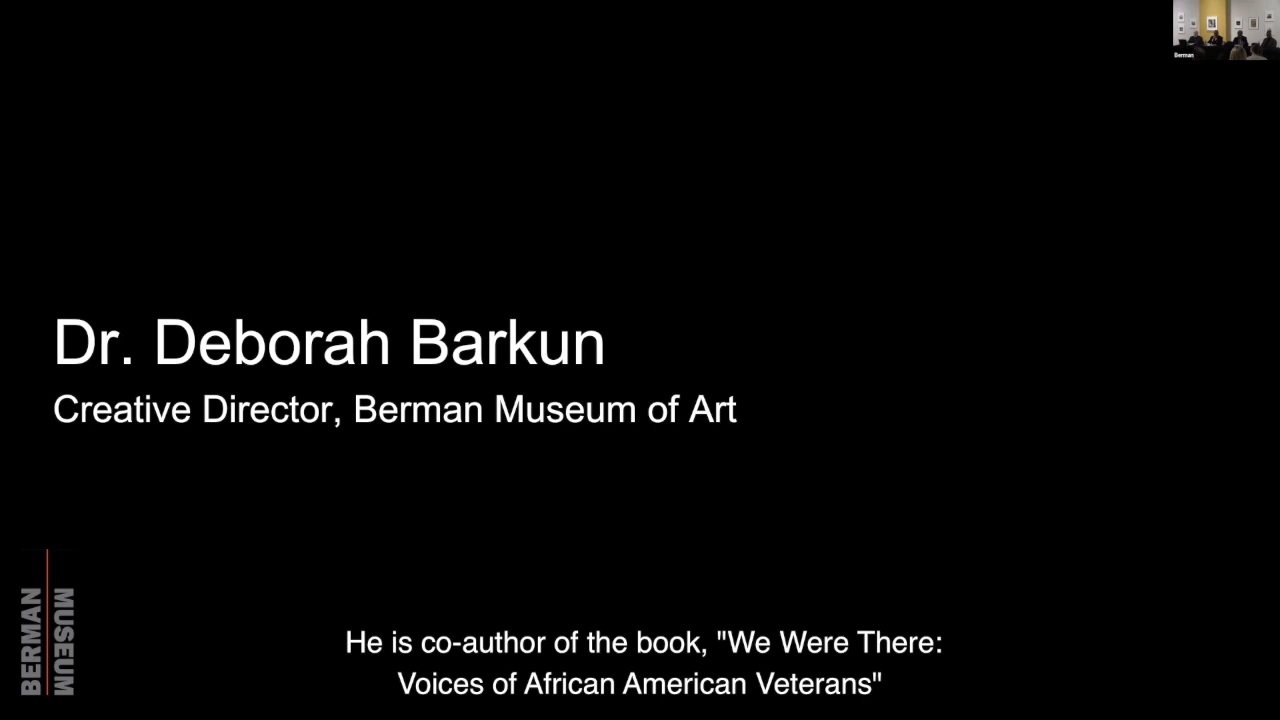 Berman
Dr. Deborah Barkun
Creative Director, Berman Museum of Art
BERMAN
MUSEUM
He is co-author of the book, "We Were There:
Voices of African American Veterans"